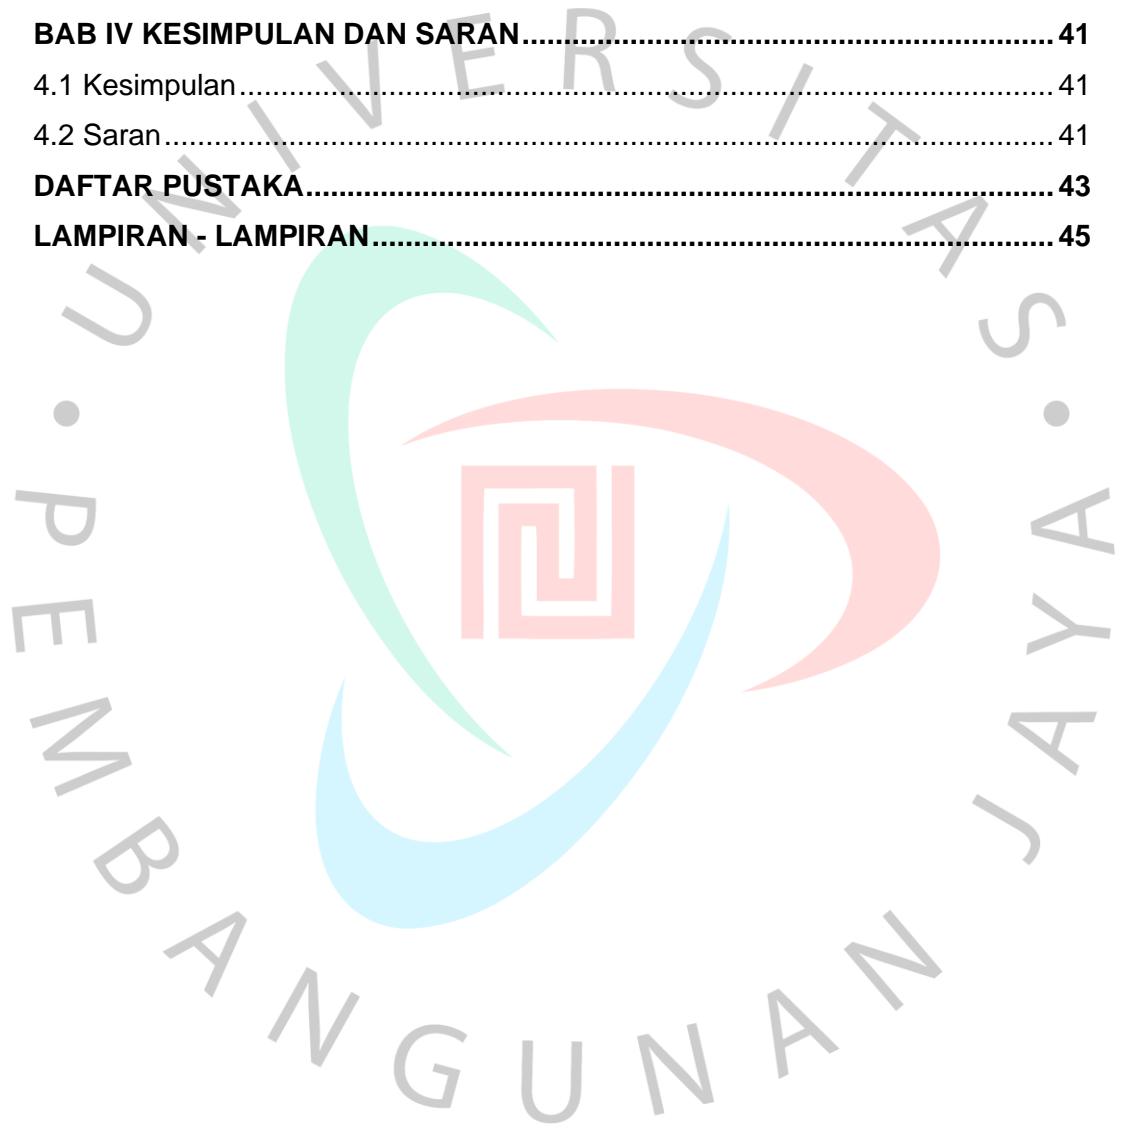 BAB IV KESIMPULAN DAN SARAN.................................................................. 41
4.1 Kesimpulan.................................................................................................... 41
4.2 Saran............................................................................................................. 41
DAFTAR PUSTAKA............................................................................................ 43
LAMPIRAN - LAMPIRAN.................................................................................... 45
UNIVERSITAS • PEMBANGUNAN JAYA •